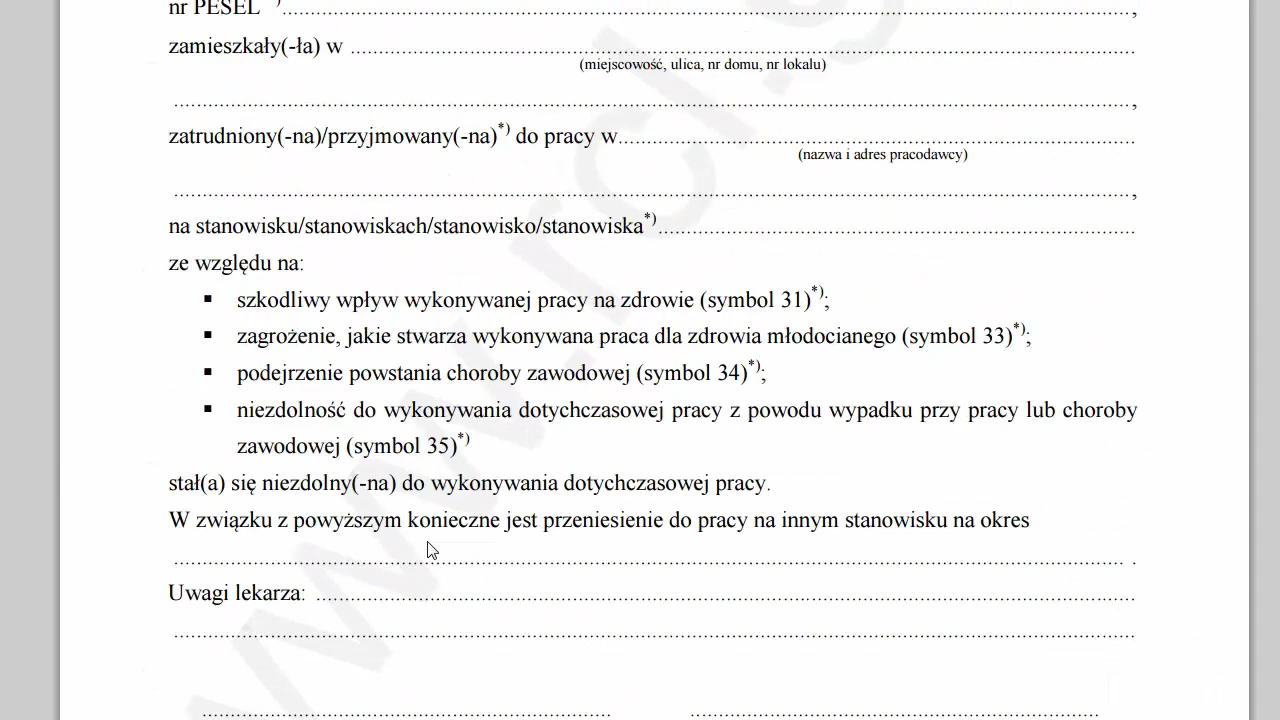 nr PESEL *)..............................................................................................................................,
zamieszkały(-ła) w ..............................................................................................................................
(miejscowość, ulica, nr domu, nr lokalu)
..............................................................................................................................,
zatrudniony(-na)/przyjmowany(-na)*) do pracy w..............................................................................................................................
(nazwa i adres pracodawcy)
..............................................................................................................................,
na stanowisku/stanowiskach/stanowisko/stanowiska*)..............................................................................................................................
ze względu na:
▪ szkodliwy wpływ wykonywanej pracy na zdrowie (symbol 31)*);
▪ zagrożenie, jakie stwarza wykonywana praca dla zdrowia młodocianego (symbol 33)*);
▪ podejrzenie powstania choroby zawodowej (symbol 34)*);
▪ niezdolność do wykonywania dotychczasowej pracy z powodu wypadku przy pracy lub choroby
zawodowej (symbol 35)*)
stał(a) się niezdolny(-na) do wykonywania dotychczasowej pracy.
W związku z powyższym konieczne jest przeniesienie do pracy na innym stanowisku na okres
.............................................................................................................................. .
Uwagi lekarza: ..............................................................................................................................
..............................................................................................................................
www.rcl.g